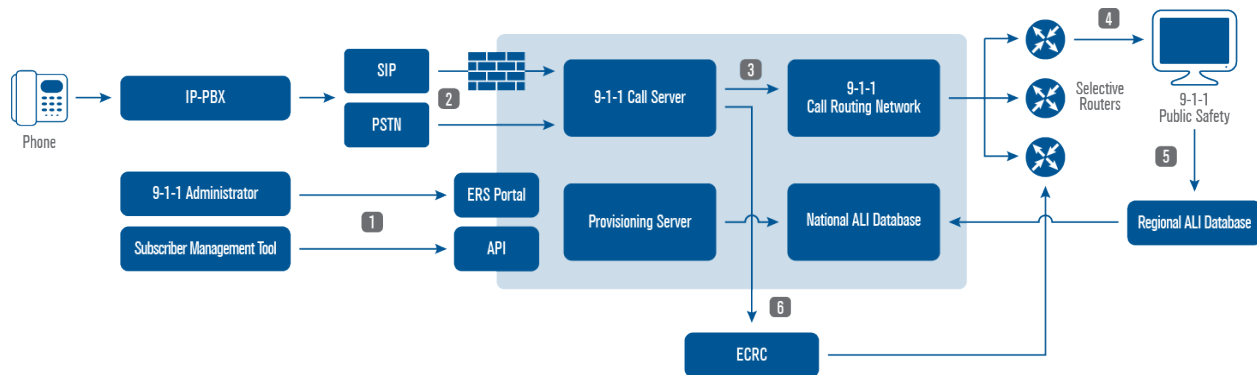 Phone
IP-PBX
SIP
PSTN
2
9-1-1 Call Server
3
9-1-1
Call Routing Network
Selective
Routers
4
9-1-1
Public Safety
5
9-1-1 Administrator
Subscriber Management Tool
1
ERS Portal
API
Provisioning Server
National ALI Database
Regional ALI Database
6
ECRC